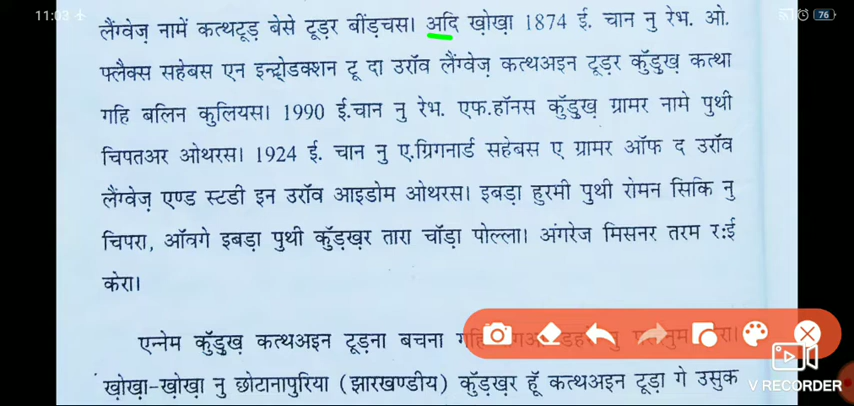 11:03
76
लैंग्वेज़ नामें कत्थटूड़ बेसे टूड़र बींड़चस। अदि ख़ोख़ा 1874 ई. चान नु रेभ. ओ.
फ्लैक्स सहेबस एन इन्ट्रोडक्शन टू दा उराॅव लैंग्वेज़ कत्थअइन टूड़र कुॅड़ुख़ कत्था
गहि बलिन कुलियस। 1990 ई.चान नु रेभ. एफ.हॉनस कुॅड़ुख़ ग्रामर नामे पुथी
चिपतअर ओथरस। 1924 ई. चान नु ए.ग्रिगनार्ड सहेबस ए ग्रामर ऑफ द उराॅव
लैंग्वेज़ एण्ड स्टडी इन उराॅव आइडोम ओथरस। इबड़ा हुरमी पुथी रोमन सिकि नु
चिपरा, आँवगे इबड़ा पुथी कुँड़ख़र तारा चाँड़ा पोल्ला। अंगरेज मिसनर तरम र:ई
केरा।
एन्नेम कुॅड़ुख़ कत्थअइन टूड़ना बचना
ख़ोख़ा-ख़ोख़ा नु छोटानापुरिया (झारखण्डीय) कुॅड़ख़र हूँ कत्थअइन टूड़ा गे उसुक
V RECORDER